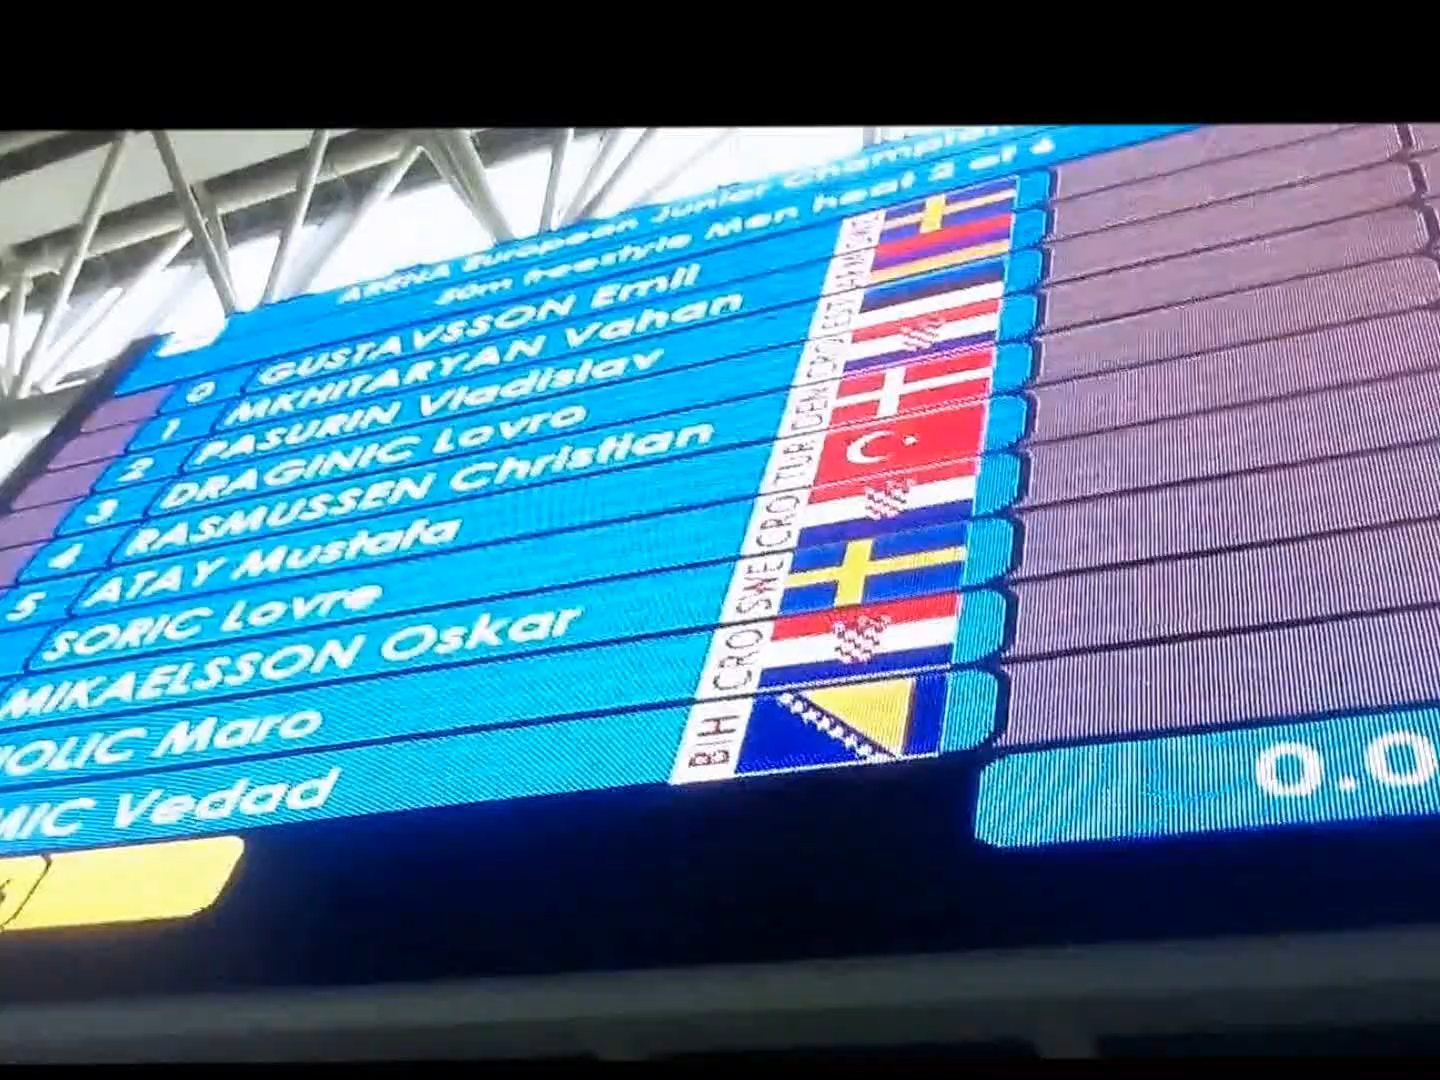 ARENA European Junior Champion
50m freestyle Men heat 2 of 4
0 GUSTAVSSON Emil SWE
1 MKHITARYAN Vahan ARM
2 PASURIN Vladislav EST
3 DRAGINIC Lovro CRO
4 RASMUSSEN Christian DEN
5 ATAY Mustafa TUR
SORIC Lovre CRO
MIKAELSSON Oskar SWE
Maro CRO
Vedad BIH
0.0